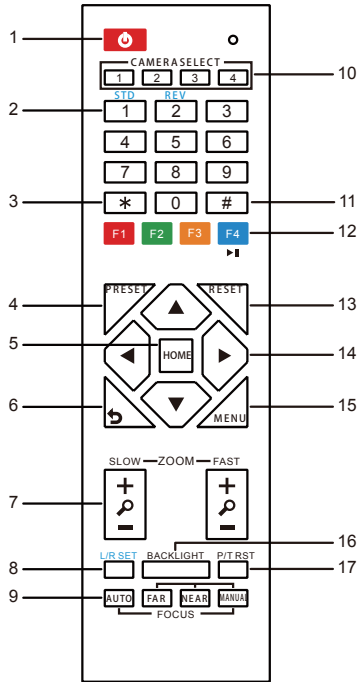 1
CAMERA SELECT
1 2 3 4
10
STD REV
2
1 2 3
4 5 6
7 8 9
3
* 0 #
11
F1 F2 F3 F4
12
4
PRESET
RESET
13
5
HOME
14
6
MENU
15
SLOW ZOOM FAST
+ +
7
− −
16
L/R SET BACKLIGHT P/T RST
8
17
9
AUTO FAR NEAR MANUAL
FOCUS